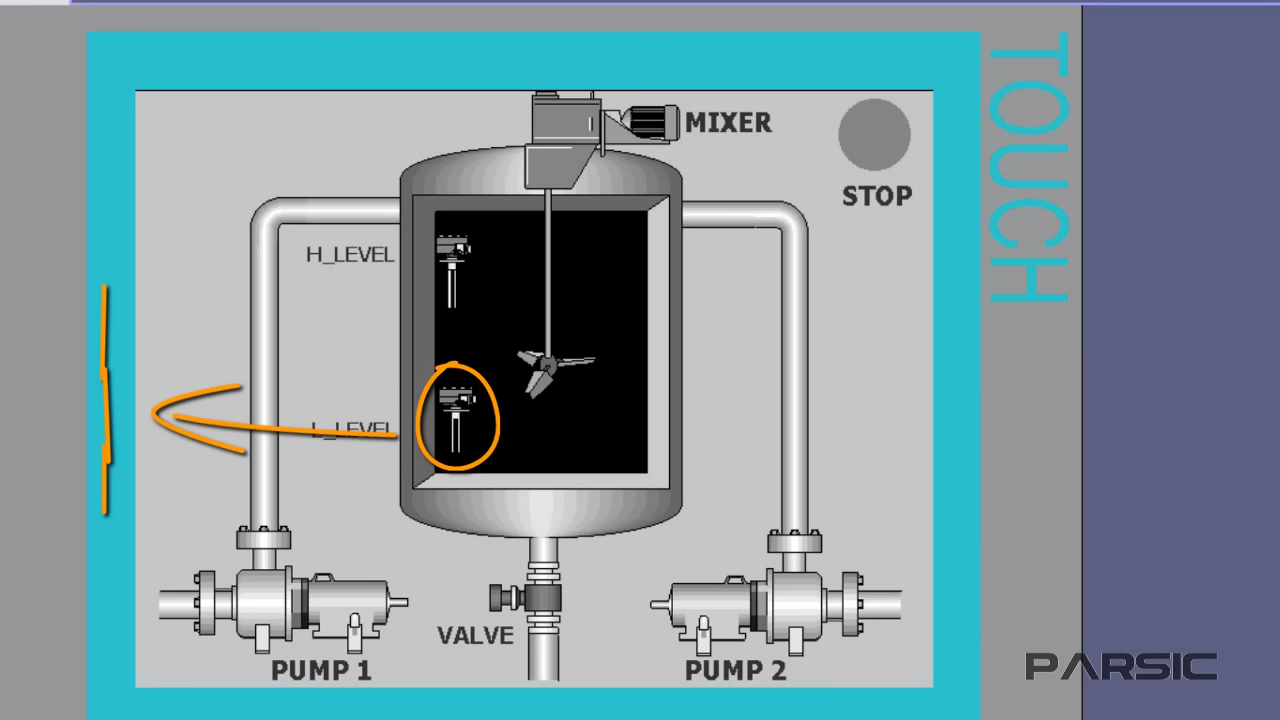 MIXER
STOP
TOUCH
H_LEVEL
L_LEVEL
VALVE
PUMP 1
PUMP 2
PARSIC